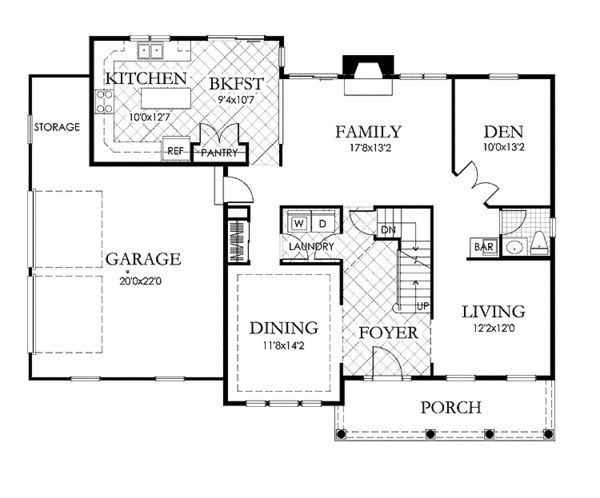 KITCHEN
10'0x12'7
BKFST
9'4x10'7
STORAGE
REF
PANTRY
FAMILY
17'8x13'2
DEN
10'0x13'2
W
D
LAUNDRY
DN
BAR
GARAGE
20'0x22'0
UP
LIVING
12'2x12'0
DINING
11'8x14'2
FOYER
PORCH